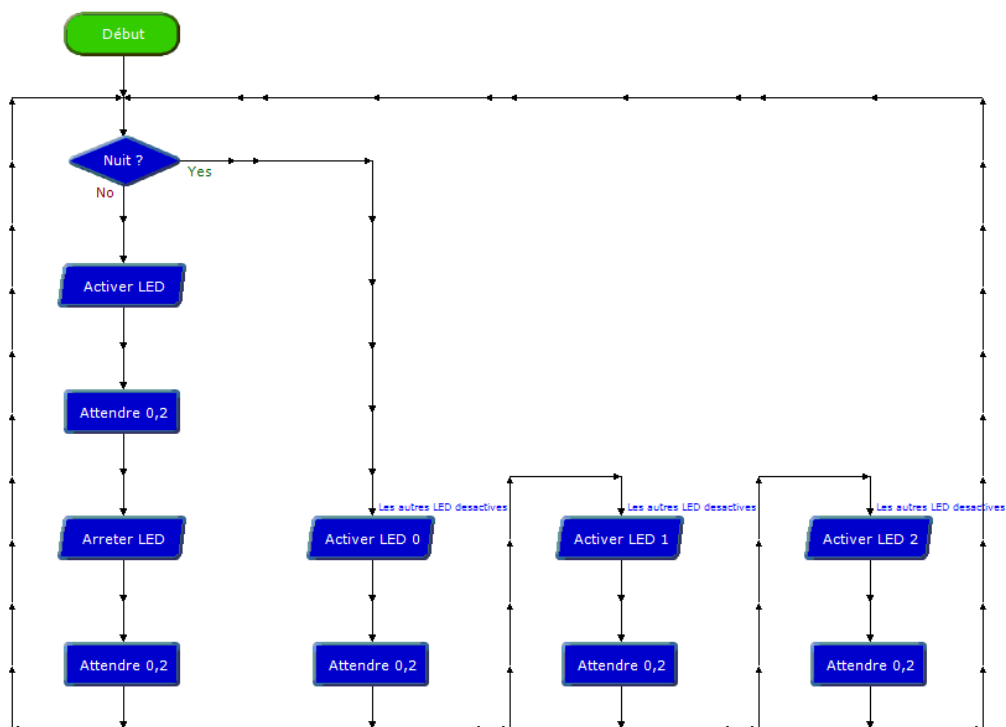 Début
Nuit ?
Yes
No
Activer LED
Attendre 0,2
Les autres LED desactives
Les autres LED desactives
Les autres LED desactives
Arreter LED
Activer LED 0
Activer LED 1
Activer LED 2
Attendre 0,2
Attendre 0,2
Attendre 0,2
Attendre 0,2